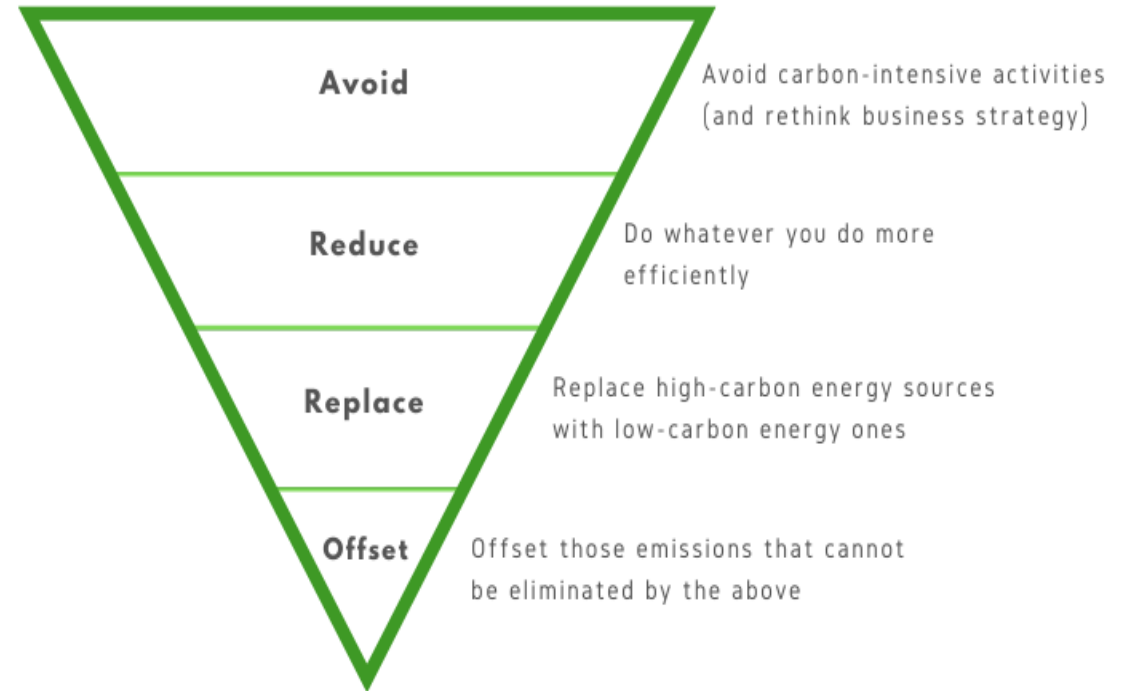 Avoid
Avoid carbon-intensive activities
(and rethink business strategy)
Reduce
Do whatever you do more
efficiently
Replace
Replace high-carbon energy sources
with low-carbon energy ones
Offset
Offset those emissions that cannot
be eliminated by the above